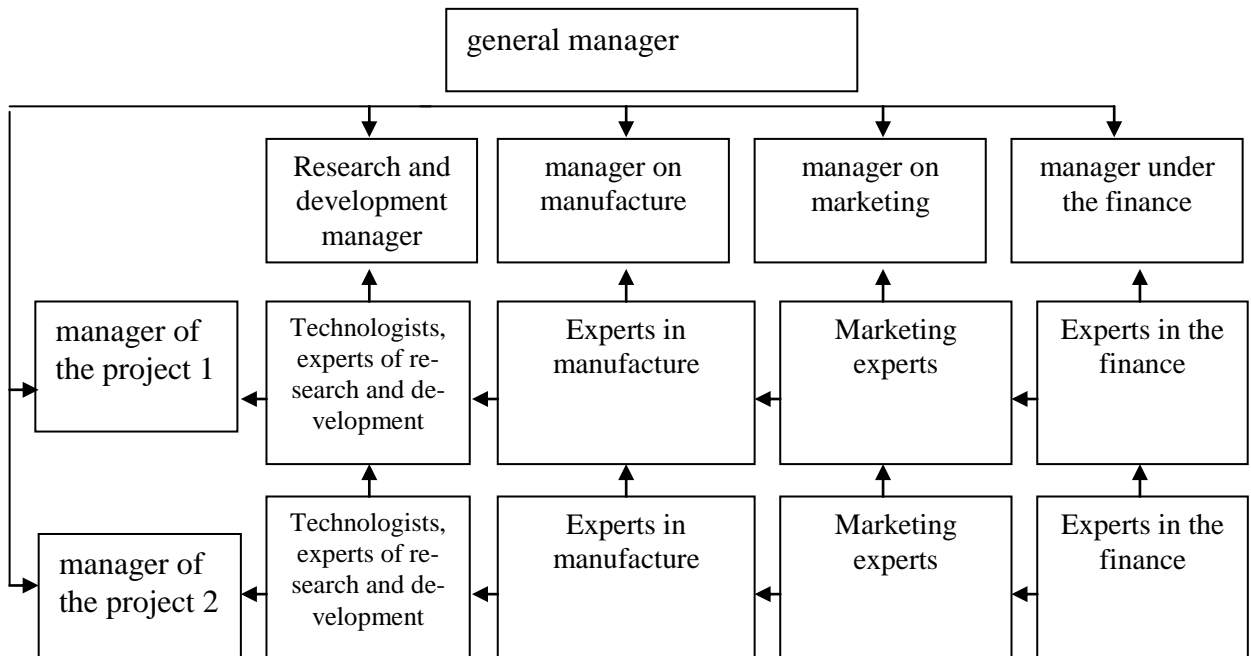 general manager
Research and
development
manager
manager on
manufacture
manager on
marketing
manager under
the finance
manager of
the project 1
Technologists,
experts of re-
search and de-
velopment
Experts in
manufacture
Marketing
experts
Experts in the
finance
manager of
the project 2
Technologists,
experts of re-
search and de-
velopment
Experts in
manufacture
Marketing
experts
Experts in the
finance